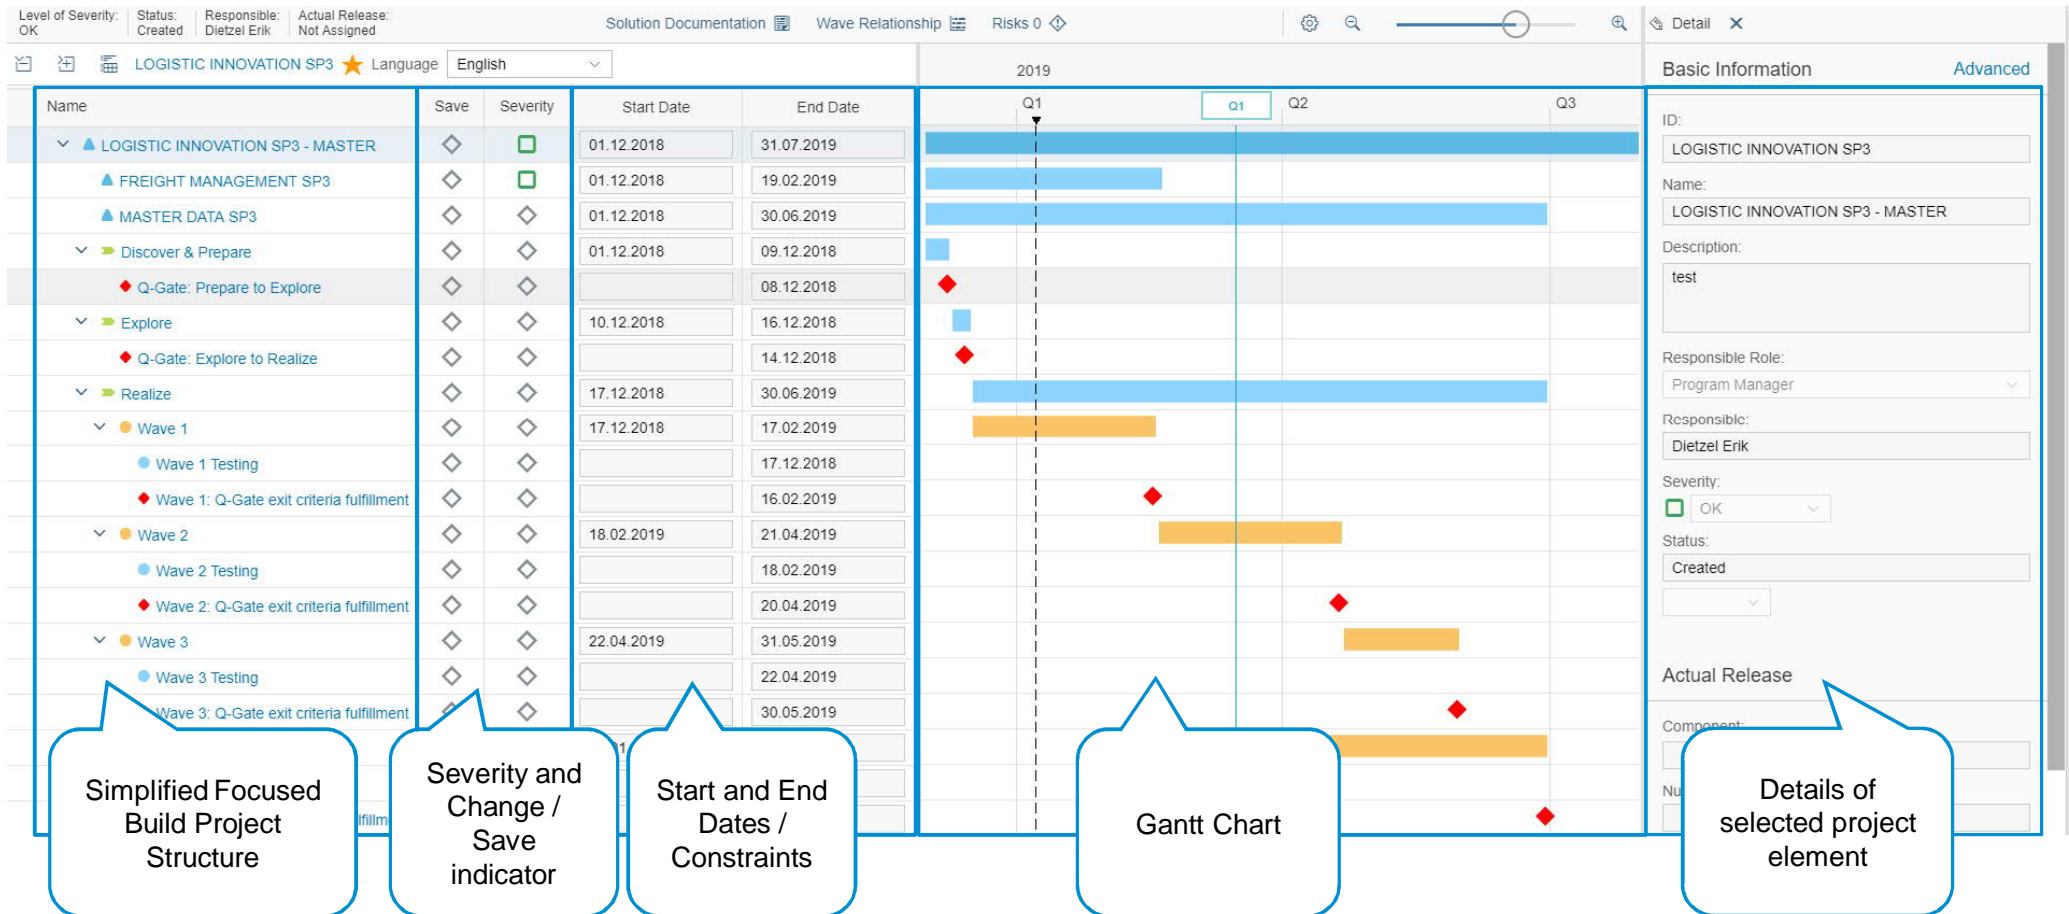 Level of Severity: Status: Responsible: Actual Release:
OK Created Dietzel Erik Not Assigned
Solution Documentation Wave Relationship Risks 0
Detail
LOGISTIC INNOVATION SP3 Language English
2019
Basic Information Advanced
Name Save Severity Start Date End Date
Q1 Q1 Q2 Q3
LOGISTIC INNOVATION SP3 - MASTER 01.12.2018 31.07.2019
FREIGHT MANAGEMENT SP3 01.12.2018 19.02.2019
MASTER DATA SP3 01.12.2018 30.06.2019
Discover & Prepare 01.12.2018 09.12.2018
Q-Gate: Prepare to Explore 08.12.2018
Explore 10.12.2018 16.12.2018
Q-Gate: Explore to Realize 14.12.2018
Realize 17.12.2018 30.06.2019
Wave 1 17.12.2018 17.02.2019
Wave 1 Testing 17.12.2018
Wave 1: Q-Gate exit criteria fulfillment 16.02.2019
Wave 2 18.02.2019 21.04.2019
Wave 2 Testing 18.02.2019
Wave 2: Q-Gate exit criteria fulfillment 20.04.2019
Wave 3 22.04.2019 31.05.2019
Wave 3 Testing 22.04.2019
Wave 3: Q-Gate exit criteria fulfillment 30.05.2019
ID:
LOGISTIC INNOVATION SP3
Name:
LOGISTIC INNOVATION SP3 - MASTER
Description:
test
Responsible Role:
Program Manager
Responsible:
Dietzel Erik
Severity:
OK
Status:
Created
Actual Release
Component:
Simplified Focused
Build Project
Structure
Severity and
Change /
Save
indicator
Start and End
Dates /
Constraints
Gantt Chart
Details of
selected project
element